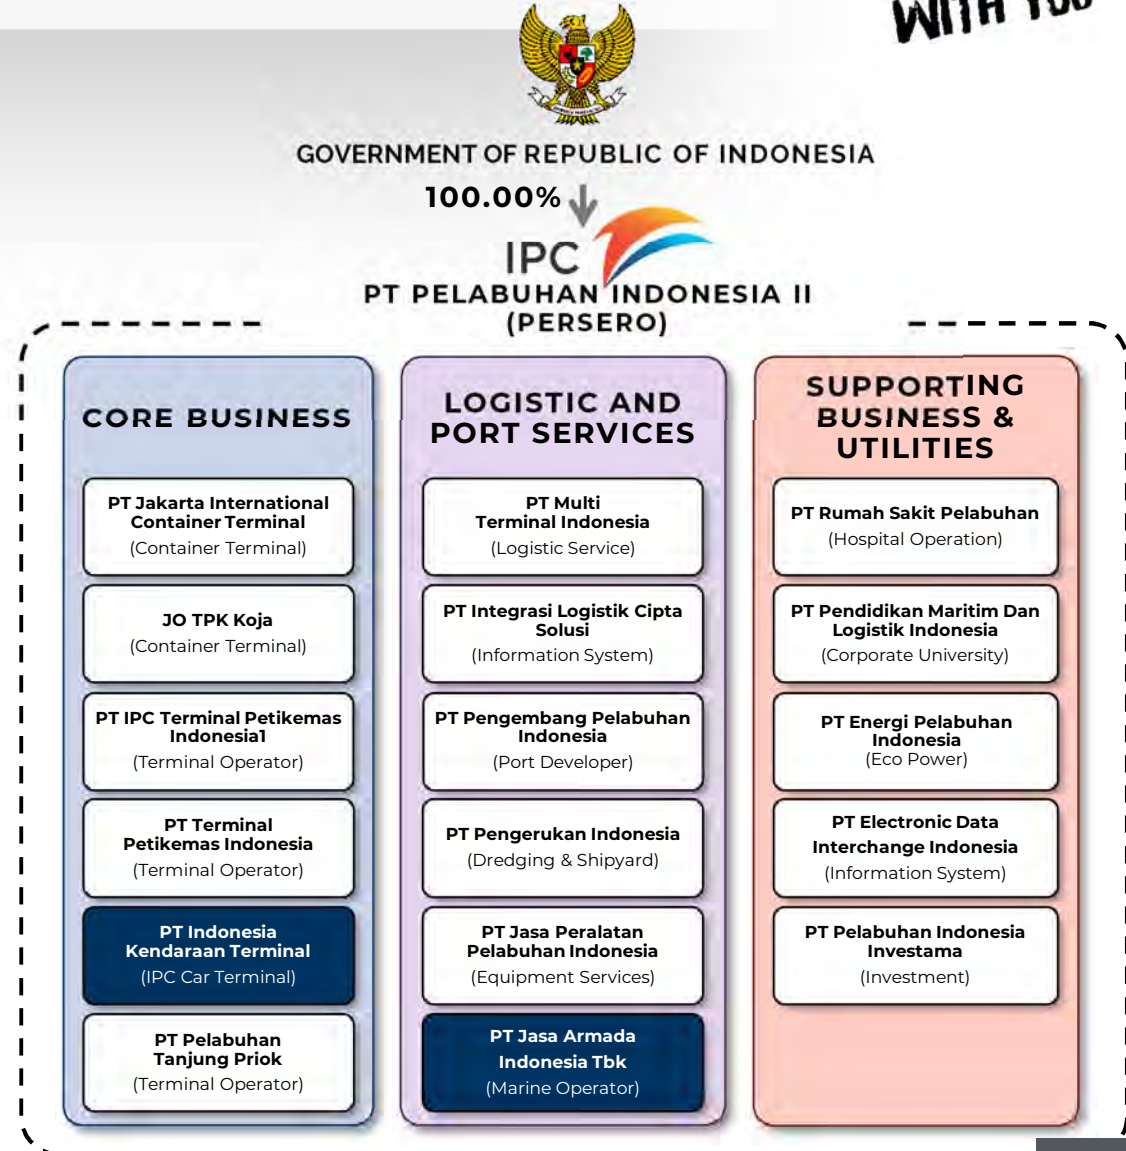 WITH YOU
GOVERNMENT OF REPUBLIC OF INDONESIA
100.00%
IPC
PT PELABUHAN INDONESIA II
(PERSERO)
CORE BUSINESS
PT Jakarta International
Container Terminal
(Container Terminal)
JO TPK Koja
(Container Terminal)
PT IPC Terminal Petikemas
Indonesia1
(Terminal Operator)
PT Terminal
Petikemas Indonesia
(Terminal Operator)
PT Indonesia
Kendaraan Terminal
(IPC Car Terminal)
PT Pelabuhan
Tanjung Priok
(Terminal Operator)
LOGISTIC AND
PORT SERVICES
PT Multi
Terminal Indonesia
(Logistic Service)
PT Integrasi Logistik Cipta
Solusi
(Information System)
PT Pengembang Pelabuhan
Indonesia
(Port Developer)
PT Pengerukan Indonesia
(Dredging & Shipyard)
PT Jasa Peralatan
Pelabuhan Indonesia
(Equipment Services)
PT Jasa Armada
Indonesia Tbk
(Marine Operator)
SUPPORTING
BUSINESS &
UTILITIES
PT Rumah Sakit Pelabuhan
(Hospital Operation)
PT Pendidikan Maritim Dan
Logistik Indonesia
(Corporate University)
PT Energi Pelabuhan
Indonesia
(Eco Power)
PT Electronic Data
Interchange Indonesia
(Information System)
PT Pelabuhan Indonesia
Investama
(Investment)